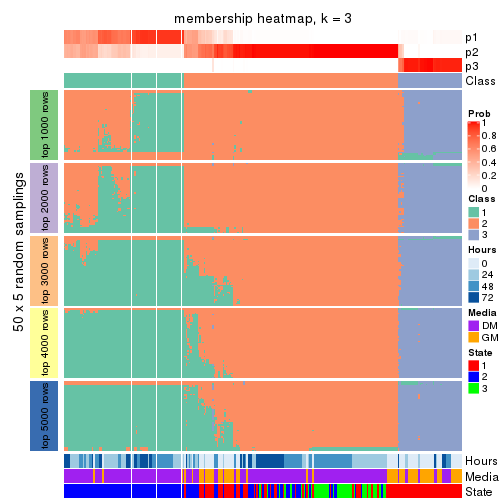 membership heatmap, k = 3
p1
p2
p3
Class
50 x 5 random samplings
top 1000 rows
top 2000 rows
top 3000 rows
top 4000 rows
top 5000 rows
Hours
Media
State
Prob
1
0.8
0.6
0.4
0.2
0
Class
1
2
3
Hours
0
24
48
72
Media
DM
GM
State
1
2
3